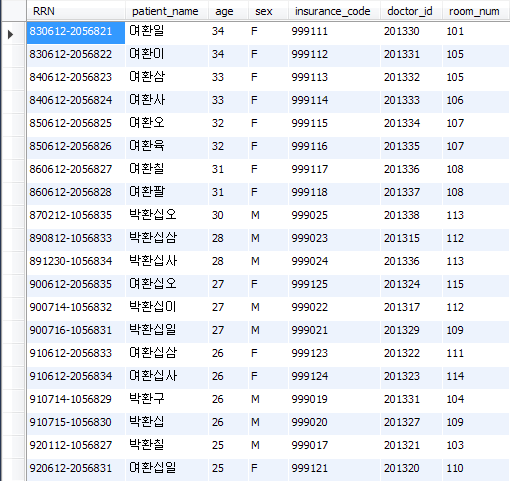 RRN patient_name age sex insurance_code doctor_id room_num
830612-2056821 여환일 34 F 999111 201330 101
830612-2056822 여환이 34 F 999112 201331 105
840612-2056823 여환삼 33 F 999113 201332 105
840612-2056824 여환사 33 F 999114 201333 106
850612-2056825 여환오 32 F 999115 201334 107
850612-2056826 여환육 32 F 999116 201335 107
860612-2056827 여환칠 31 F 999117 201336 108
860612-2056828 여환팔 31 F 999118 201337 108
870212-1056835 박환십오 30 M 999025 201338 113
890812-1056833 박환십삼 28 M 999023 201315 112
891230-1056834 박환십사 28 M 999024 201336 113
900612-2056835 여환십오 27 F 999125 201324 115
900714-1056832 박환십이 27 M 999022 201317 112
900716-1056831 박환십일 27 M 999021 201329 109
910612-2056833 여환십삼 26 F 999123 201322 111
910612-2056834 여환십사 26 F 999124 201323 114
910714-1056829 박환구 26 M 999019 201331 104
910715-1056830 박환십 26 M 999020 201327 109
920112-1056827 박환칠 25 M 999017 201321 103
920612-2056831 여환십일 25 F 999121 201320 110